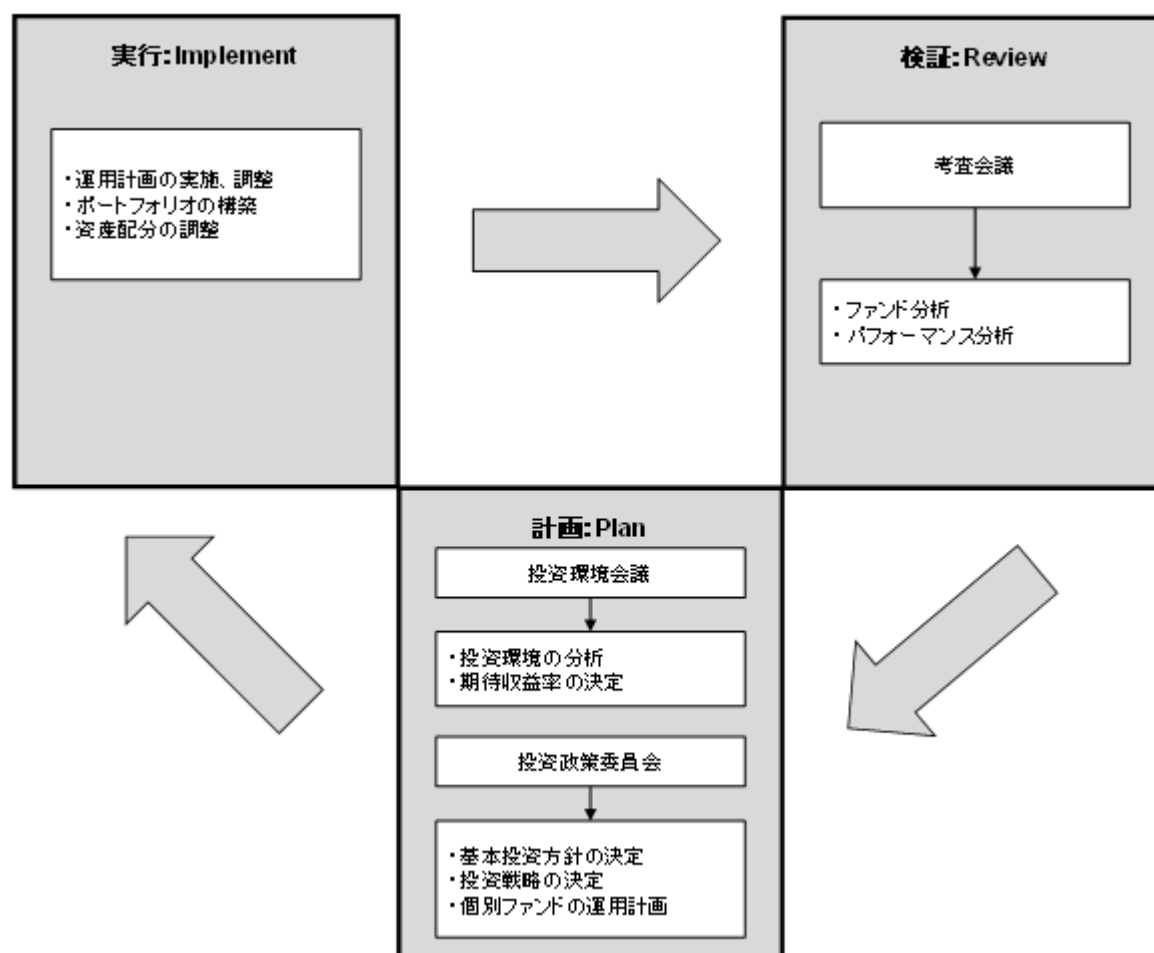 実行:Implement
・運用計画の実施、調整
・ポートフォリオの構築
・資産配分の調整
検証:Review
考査会議
・ファンド分析
・パフォーマンス分析
計画:Plan
投資環境会議
・投資環境の分析
・期待収益率の決定
投資政策委員会
・基本投資方針の決定
・投資戦略の決定
・個別ファンドの運用計画